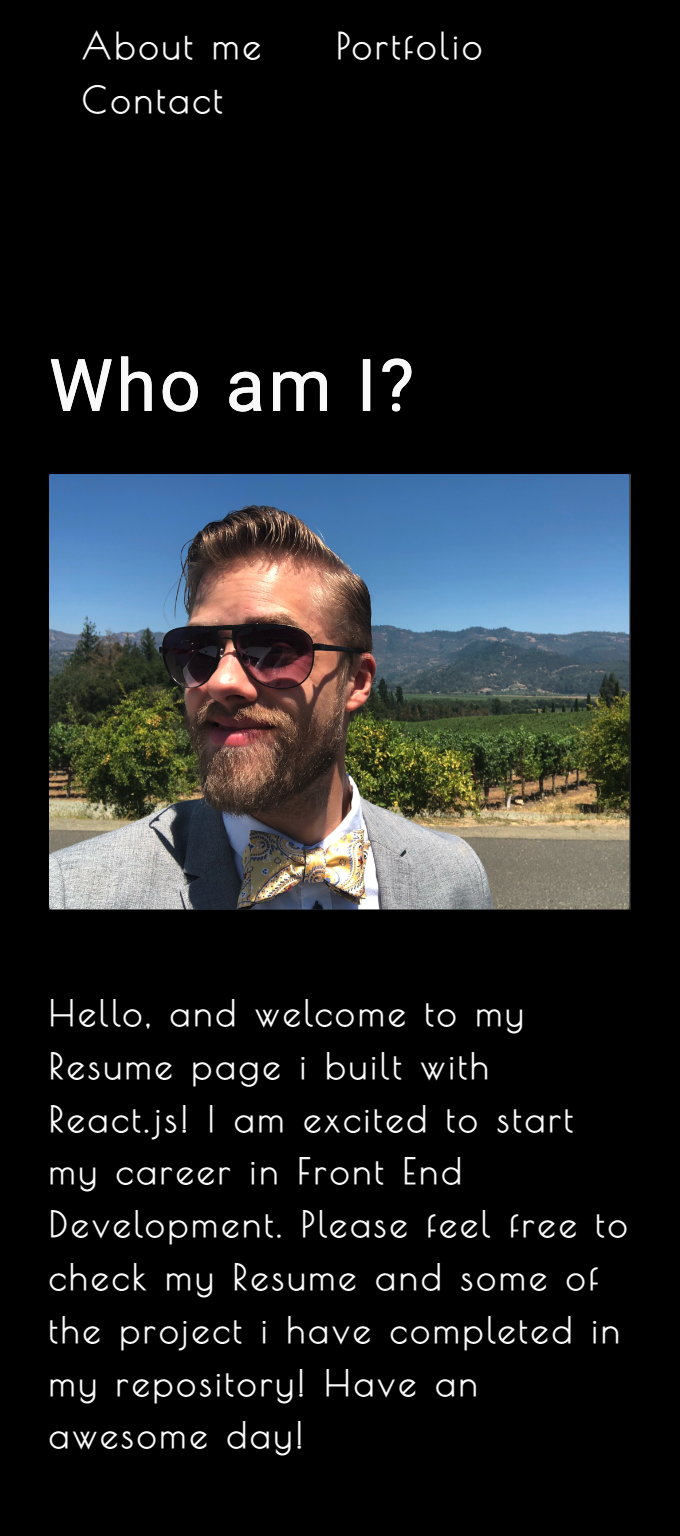 About me Portfolio
Contact
Who am I?
Hello, and welcome to my
Resume page i built with
React.js! I am excited to start
my career in Front End
Development. Please feel free to
check my Resume and some of
the project i have completed in
my repository! Have an
awesome day!